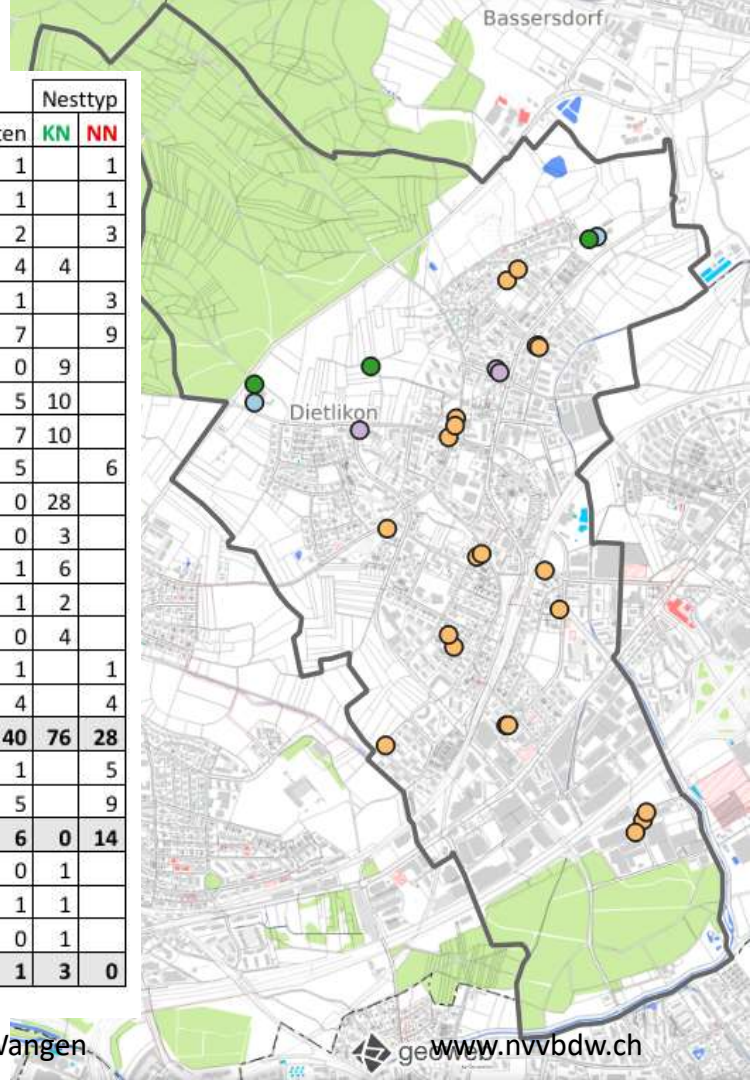 Bassersdorf
Nesttyp
ten KN NN
1 1
1 1
2 3
4 4
1 3
7 9
0 9
5 10
7 10
5 6
0 28
0 3
1 6
1 2
0 4
1 1
4 4
40 76 28
1 5
5 9
6 0 14
0 1
1 1
0 1
1 3 0
Dietlikon
Wangen
geoweb
www.nvvbdw.ch